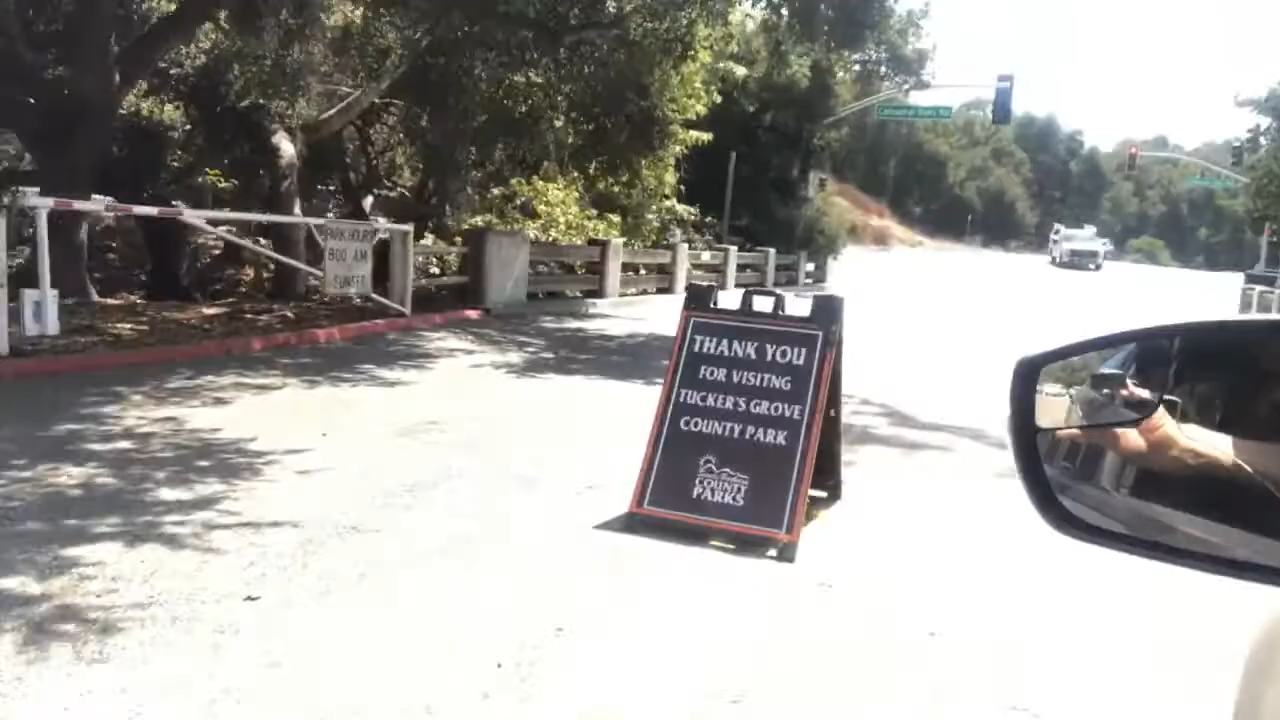 PARK HOURS
8:00 AM
SUNSET
THANK YOU
FOR VISITNG
TUCKER'S GROVE
COUNTY PARK
COUNTY
PARKS